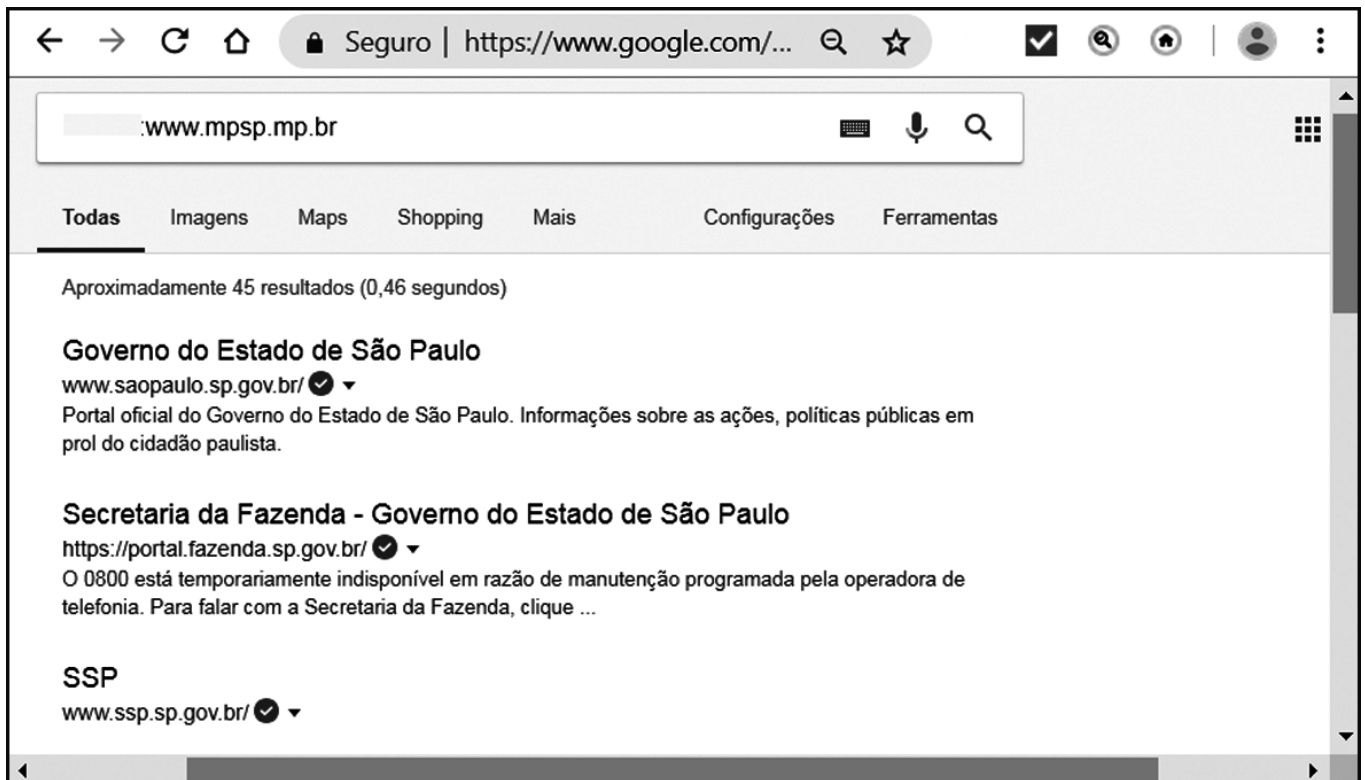 Seguro | https://www.google.com/...
:www.mpsp.mp.br
Todas Imagens Maps Shopping Mais Configurações Ferramentas
Aproximadamente 45 resultados (0,46 segundos)
Governo do Estado de São Paulo
www.saopaulo.sp.gov.br/
Portal oficial do Governo do Estado de São Paulo. Informações sobre as ações, políticas públicas em
prol do cidadão paulista.
Secretaria da Fazenda - Governo do Estado de São Paulo
https://portal.fazenda.sp.gov.br/
O 0800 está temporariamente indisponível em razão de manutenção programada pela operadora de
telefonia. Para falar com a Secretaria da Fazenda, clique ...
SSP
www.ssp.sp.gov.br/